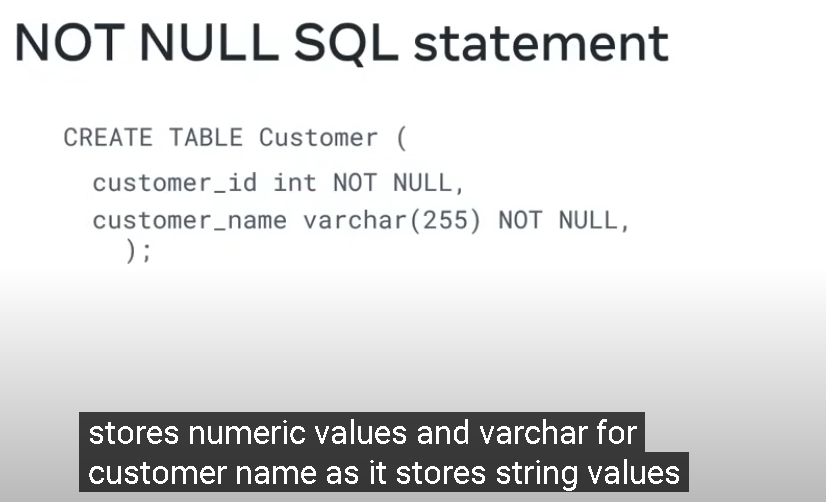 NOT NULL SQL statement
CREATE TABLE Customer (
customer_id int NOT NULL,
customer_name varchar(255) NOT NULL,
);
stores numeric values and varchar for
customer name as it stores string values